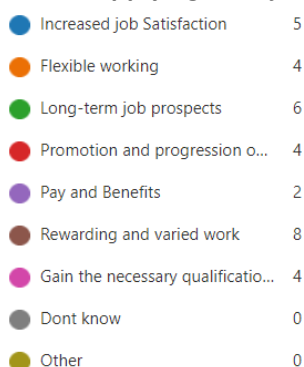 Increased job Satisfaction 5
Flexible working 4
Long-term job prospects 6
Promotion and progression o... 4
Pay and Benefits 2
Rewarding and varied work 8
Gain the necessary qualificatio... 4
Dont know 0
Other 0